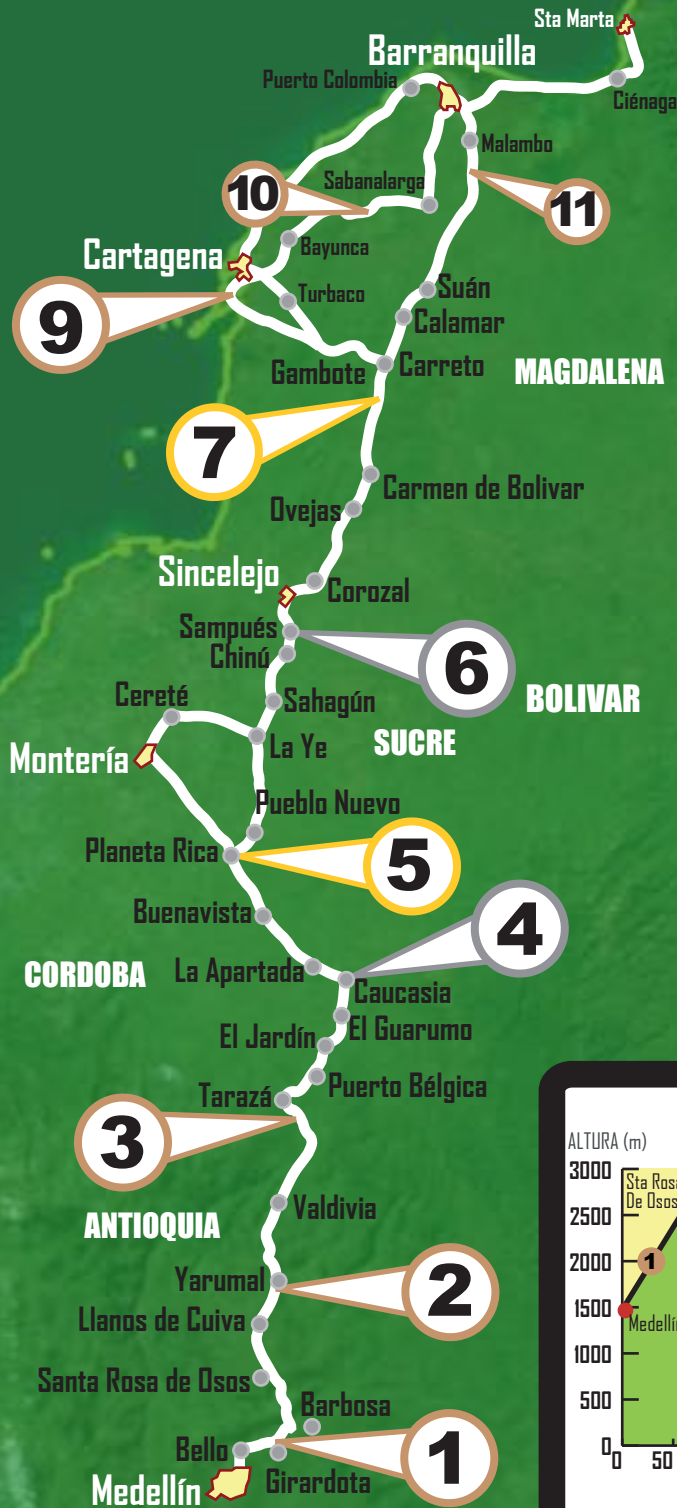 Sta Marta
Barranquilla
Puerto Colombia
Ciénaga
Malambo
Sabanalarga
10
11
Bayunca
Cartagena
Turbaco
Suán
9
Calamar
Gambote
Carreto
MAGDALENA
7
Carmen de Bolivar
Ovejas
Sincelejo
Corozal
Sampués
Chinú
6
Cereté
Sahagún
BOLIVAR
La Ye
SUCRE
Montería
Pueblo Nuevo
Planeta Rica
5
Buenavista
4
CORDOBA
La Apartada
Caucasia
El Guarumo
El Jardín
Puerto Bélgica
Tarazá
3
Valdivia
ANTIOQUIA
Yarumal
2
Llanos de Cuiva
Santa Rosa de Osos
Barbosa
Bello
1
Girardota
Medellín
ALTURA (m)
3000
Sta Rosa
De Osos
2500
2000
1
1500
Medellín
1000
500
0
0
50